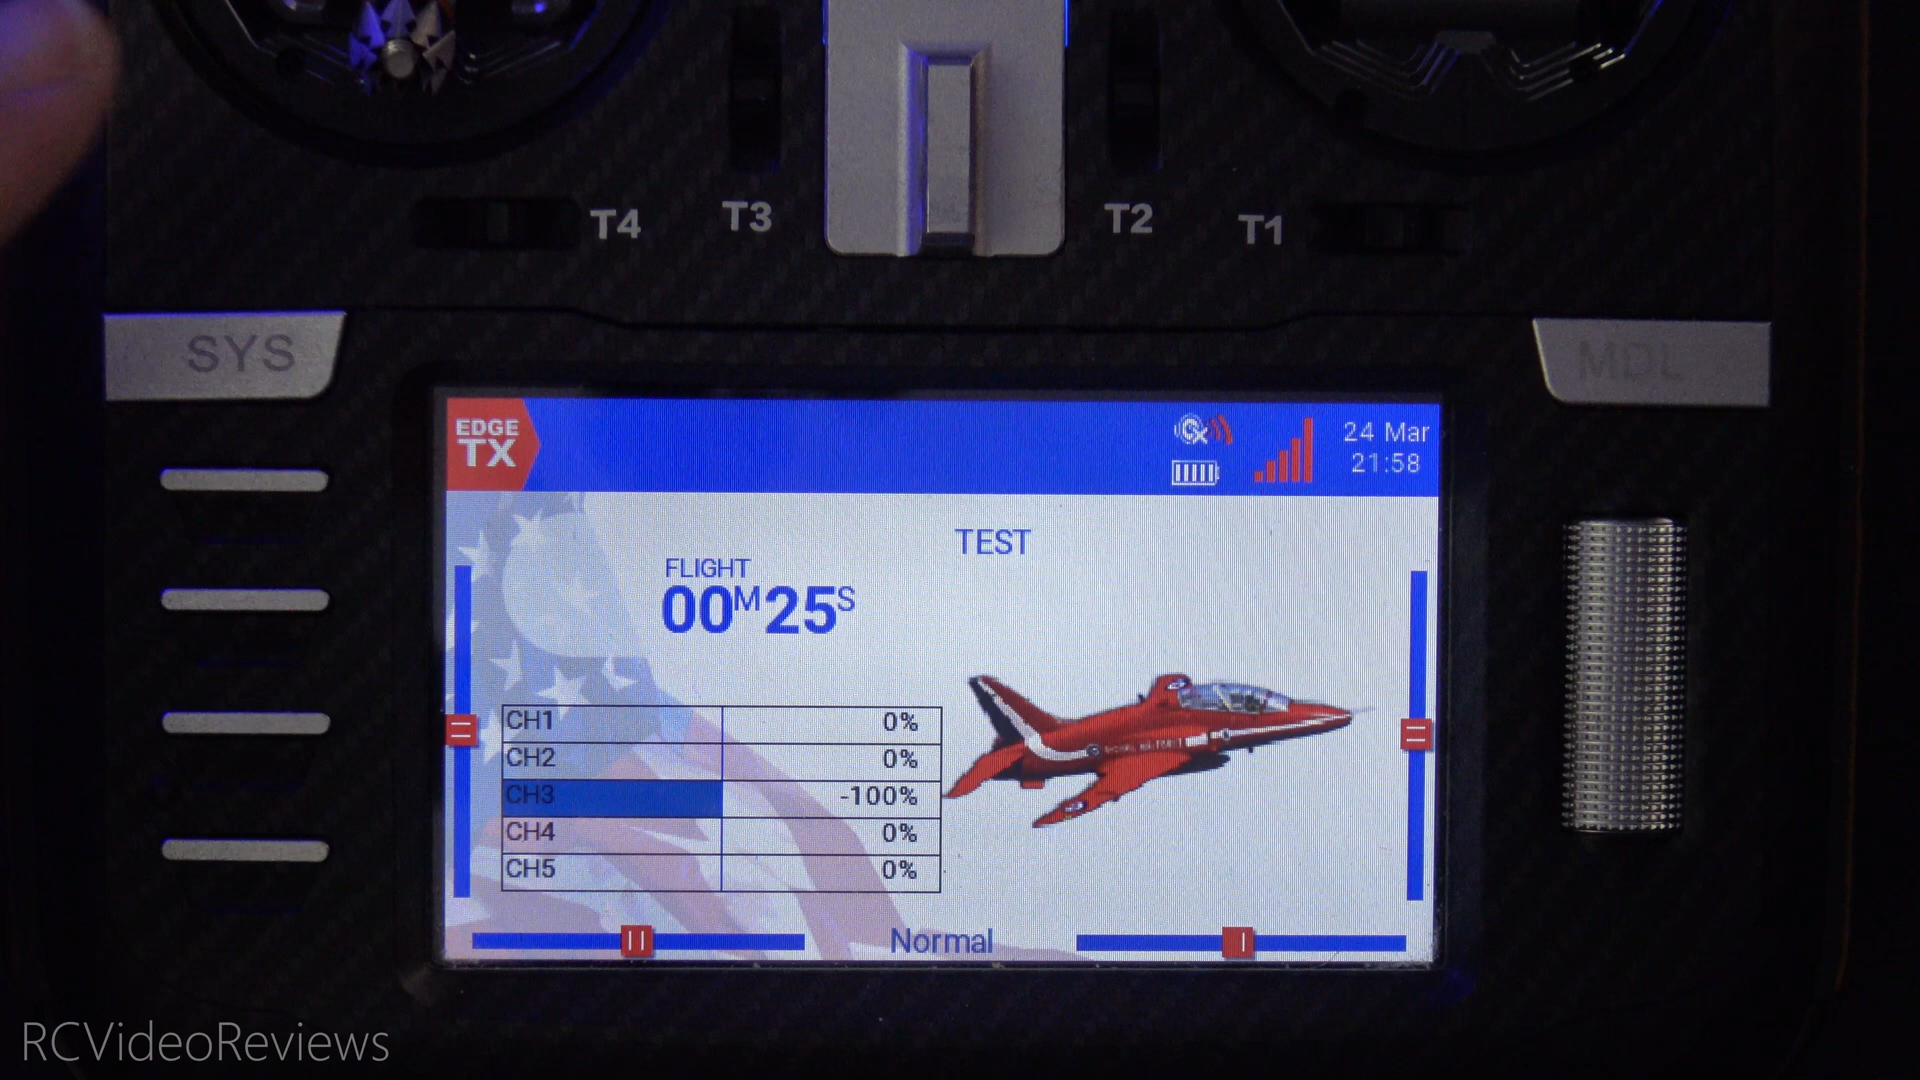 T4
T3
T2
T1
SYS
MDL
EDGE
TX
24 Mar
21:58
TEST
FLIGHT
00M25S
CH1 0%
CH2 0%
CH3 -100%
CH4 0%
CH5 0%
Normal
RCVideoReviews